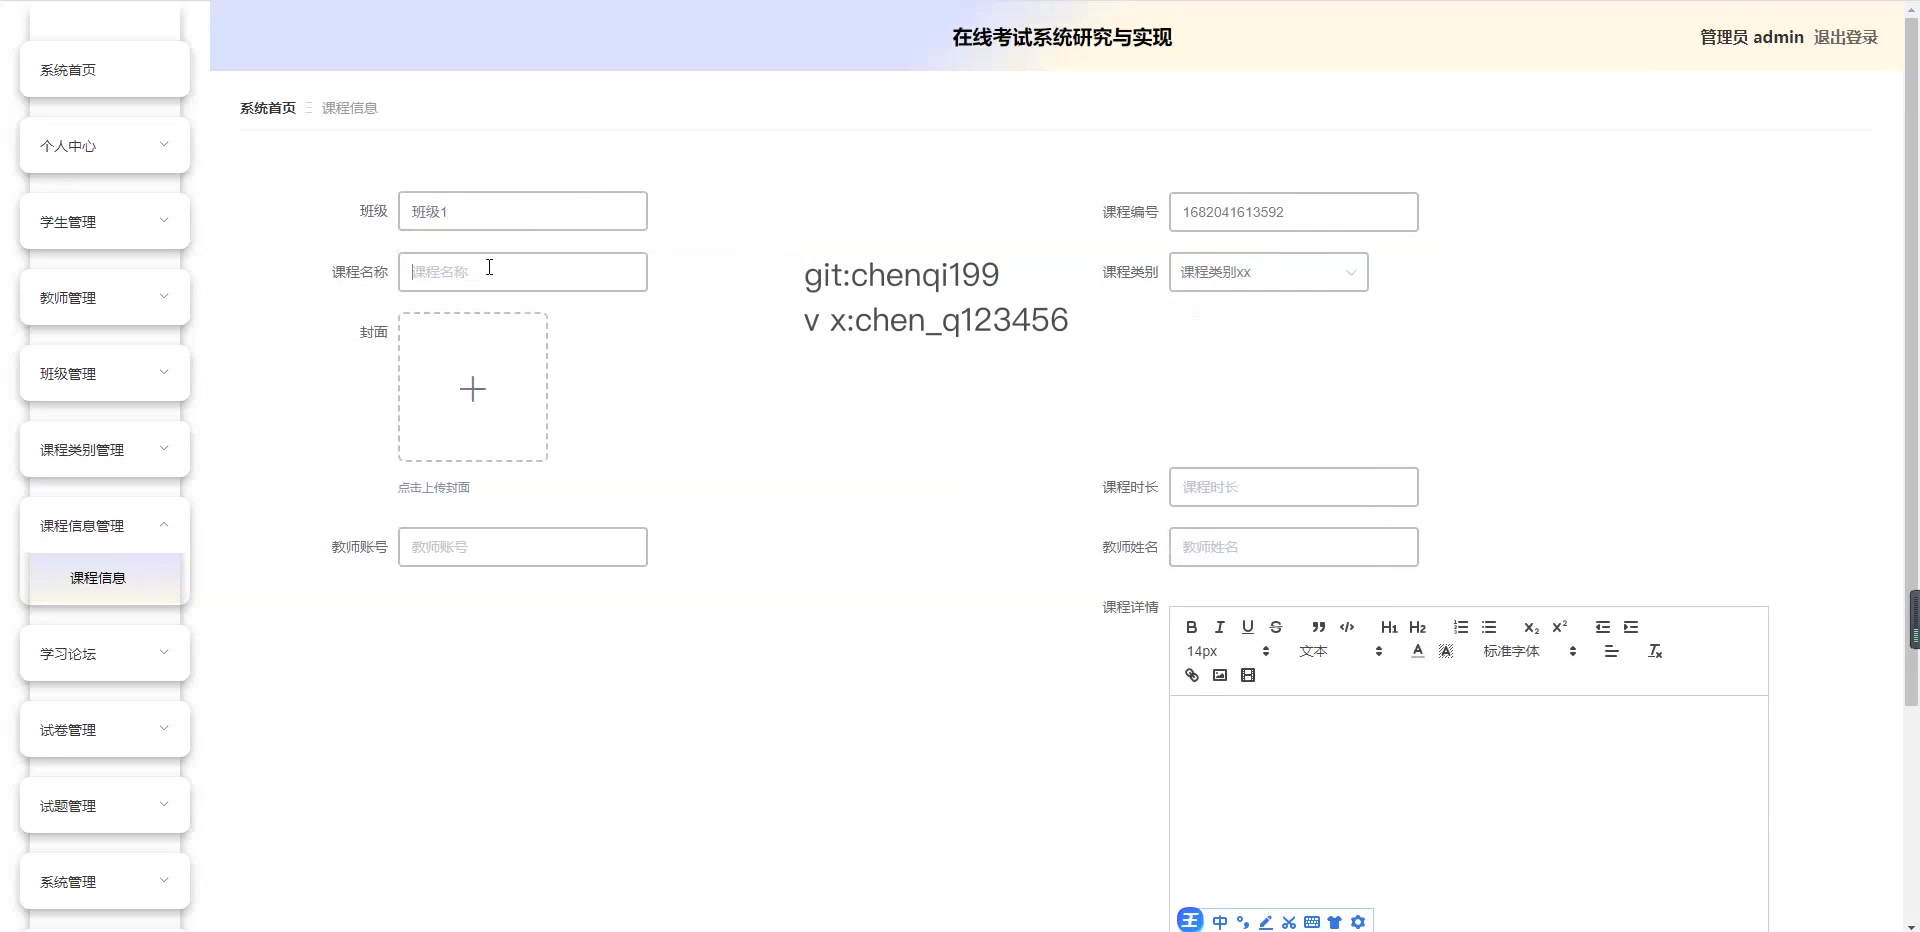 在线考试系统研究与实现
管理员 admin 退出登录
系统首页
个人中心
学生管理
教师管理
班级管理
课程类别管理
课程信息管理
课程信息
学习论坛
试卷管理
试题管理
系统管理
系统首页 课程信息
班级 班级1
课程编号 1682041613592
课程名称 课程名称
课程类别 课程类别xx
git:chenqi199
v x:chen_q123456
封面
点击上传封面
课程时长 课程时长
教师账号 教师账号
教师姓名 教师姓名
课程详情
B I U S ” </> H1 H2 X₂ X²
14px 文本 A A 标准字体 Tx
王 中